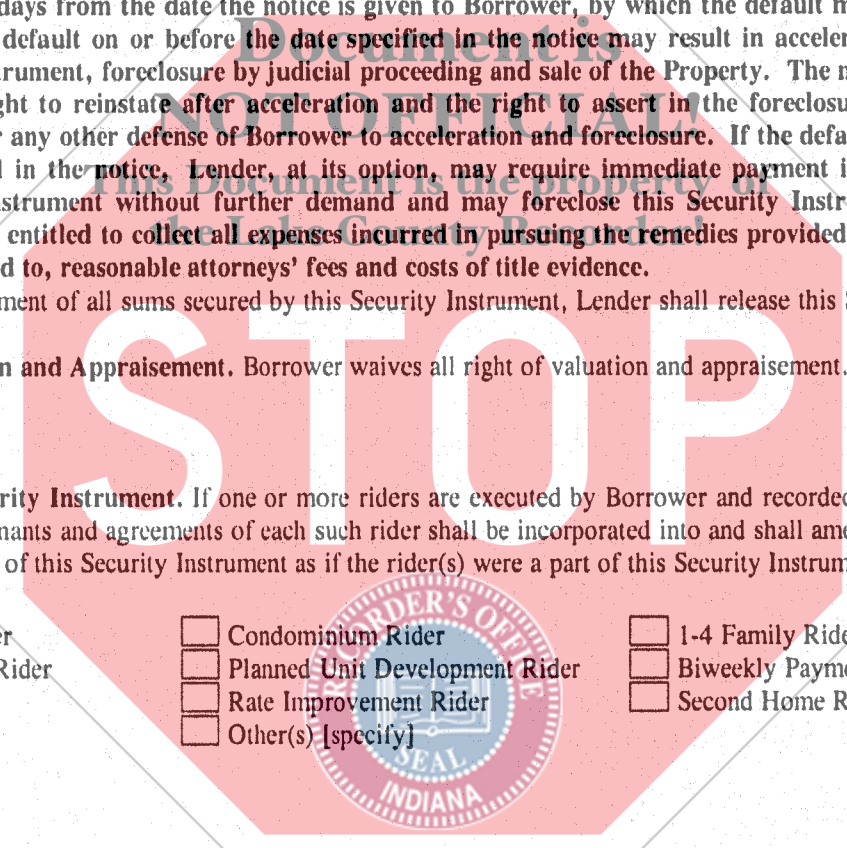 days from the date the notice is given to Borrower, by which the default m
default on or before the date specified in the notice may result in acceler
rument, foreclosure by judicial proceeding and sale of the Property. The n
ght to reinstate after acceleration and the right to assert in the foreclosu
r any other defense of Borrower to acceleration and foreclosure. If the defa
l in the notice, Lender, at its option, may require immediate payment i
strument without further demand and may foreclose this Security Instr
entitled to collect all expenses incurred in pursuing the remedies provided
d to, reasonable attorneys' fees and costs of title evidence.
ment of all sums secured by this Security Instrument, Lender shall release this S
n and Appraisement. Borrower waives all right of valuation and appraisement.
rity Instrument. If one or more riders are executed by Borrower and recorded
nants and agreements of each such rider shall be incorporated into and shall ame
of this Security Instrument as if the rider(s) were a part of this Security Instrum
er Condominium Rider 1-4 Family Ride
Rider Planned Unit Development Rider Biweekly Payme
Rate Improvement Rider Second Home R
Other(s) [specify]
Document is
NOT OFFICIAL!
This Document is the property of
the Lake County Recorder!
STOP
RECORDER'S OFFICE
SEAL
INDIANA